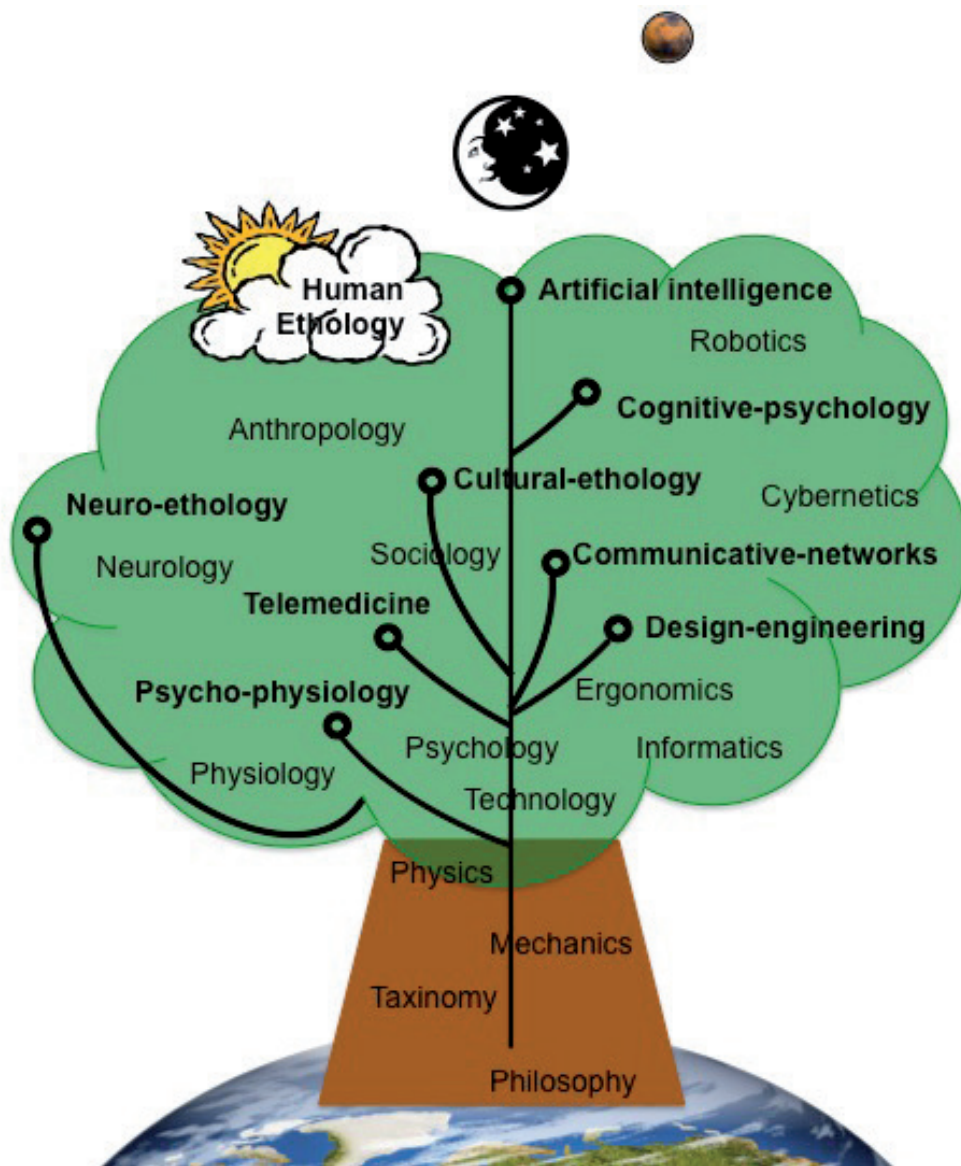 Human
Ethology
Artificial intelligence
Robotics
Cognitive-psychology
Anthropology
Cultural-ethology
Cybernetics
Neuro-ethology
Sociology
Communicative-networks
Neurology
Telemedicine
Design-engineering
Psycho-physiology
Ergonomics
Psychology
Informatics
Physiology
Technology
Physics
Mechanics
Taxinomy
Philosophy